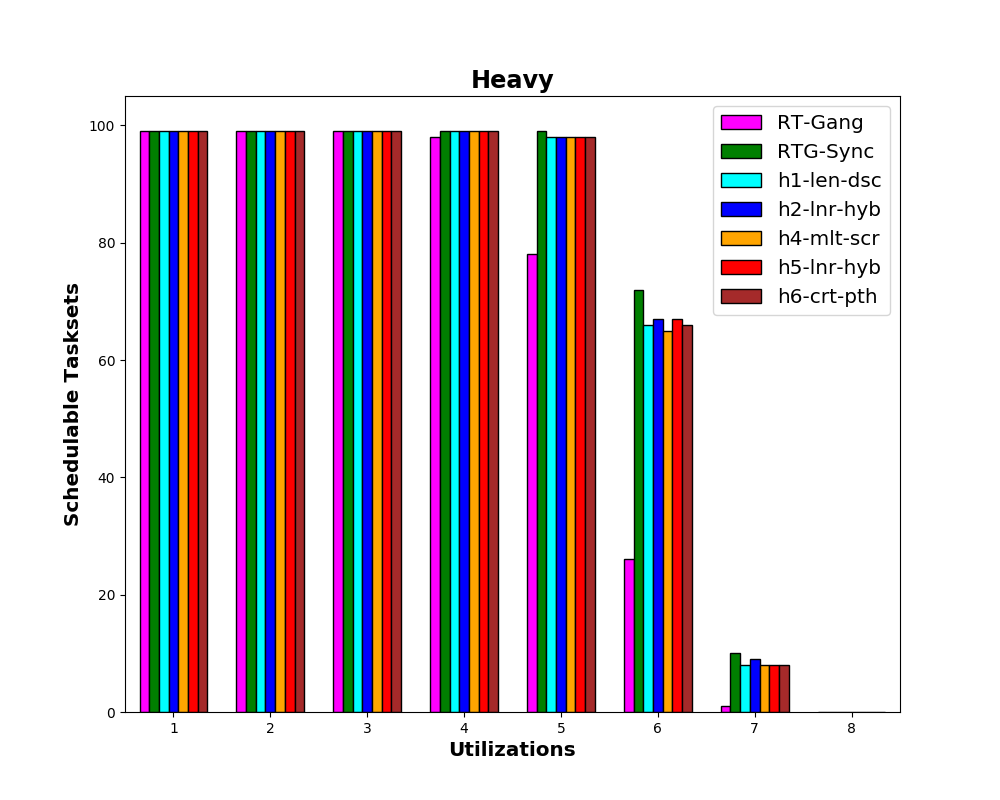 Heavy
100
80
60
40
20
0
Schedulable Tasksets
RT-Gang
RTG-Sync
h1-len-dsc
h2-lnr-hyb
h4-mlt-scr
h5-lnr-hyb
h6-crt-pth
1 2 3 4 5 6 7 8
Utilizations